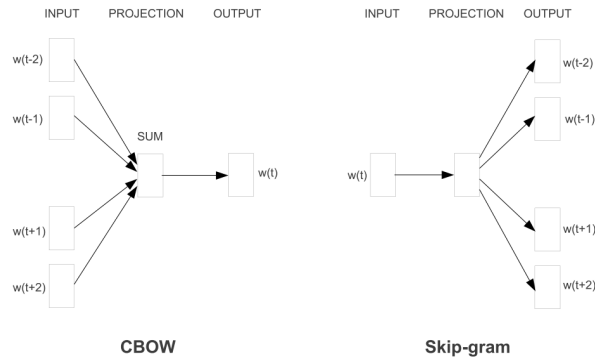 INPUT PROJECTION OUTPUT
w(t-2)
w(t-1)
SUM
w(t)
w(t+1)
w(t+2)
CBOW
INPUT PROJECTION OUTPUT
w(t-2)
w(t-1)
w(t)
w(t+1)
w(t+2)
Skip-gram